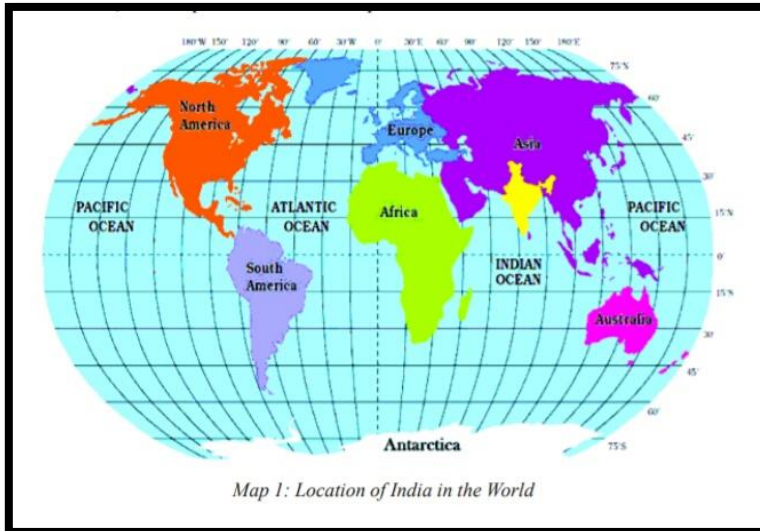 180°W 150° 120° 90° 60° 30°W 0° 30°E 60° 90° 120° 150° 180°E
75°N
60°
North
America
Europe
Asia
45°
30°
PACIFIC
OCEAN
ATLANTIC
OCEAN
Africa
PACIFIC
OCEAN
15°N
0°
South
America
INDIAN
OCEAN
15°N
Australia
30°
45°
60°
Antarctica
75°S
Map 1: Location of India in the World